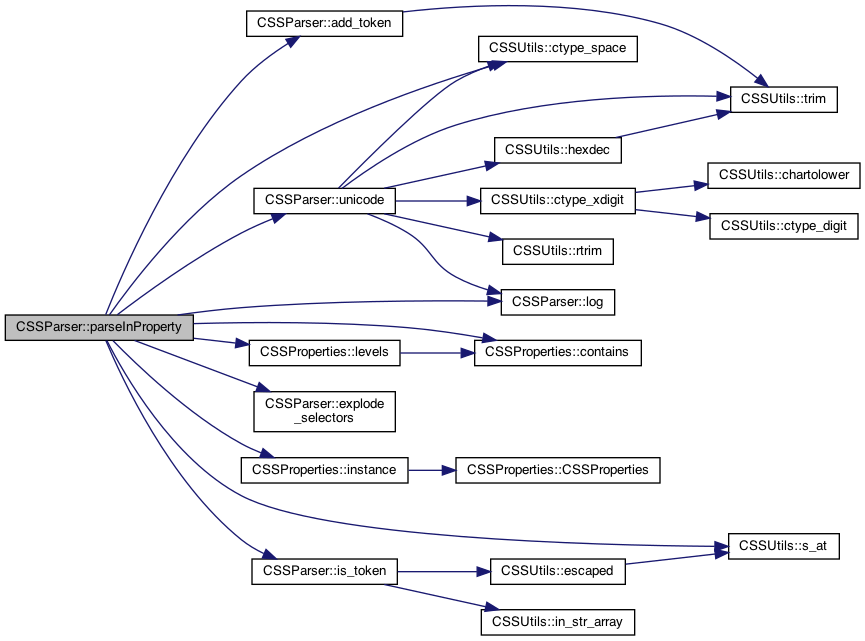 CSSParser::add_token
CSSUtils::ctype_space
CSSUtils::trim
CSSUtils::hexdec
CSSUtils::chartolower
CSSParser::unicode
CSSUtils::ctype_xdigit
CSSUtils::ctype_digit
CSSUtils::rtrim
CSSParser::log
CSSParser::parseInProperty
CSSProperties::levels
CSSProperties::contains
CSSParser::explode
_selectors
CSSProperties::instance
CSSProperties::CSSProperties
CSSUtils::s_at
CSSParser::is_token
CSSUtils::escaped
CSSUtils::in_str_array